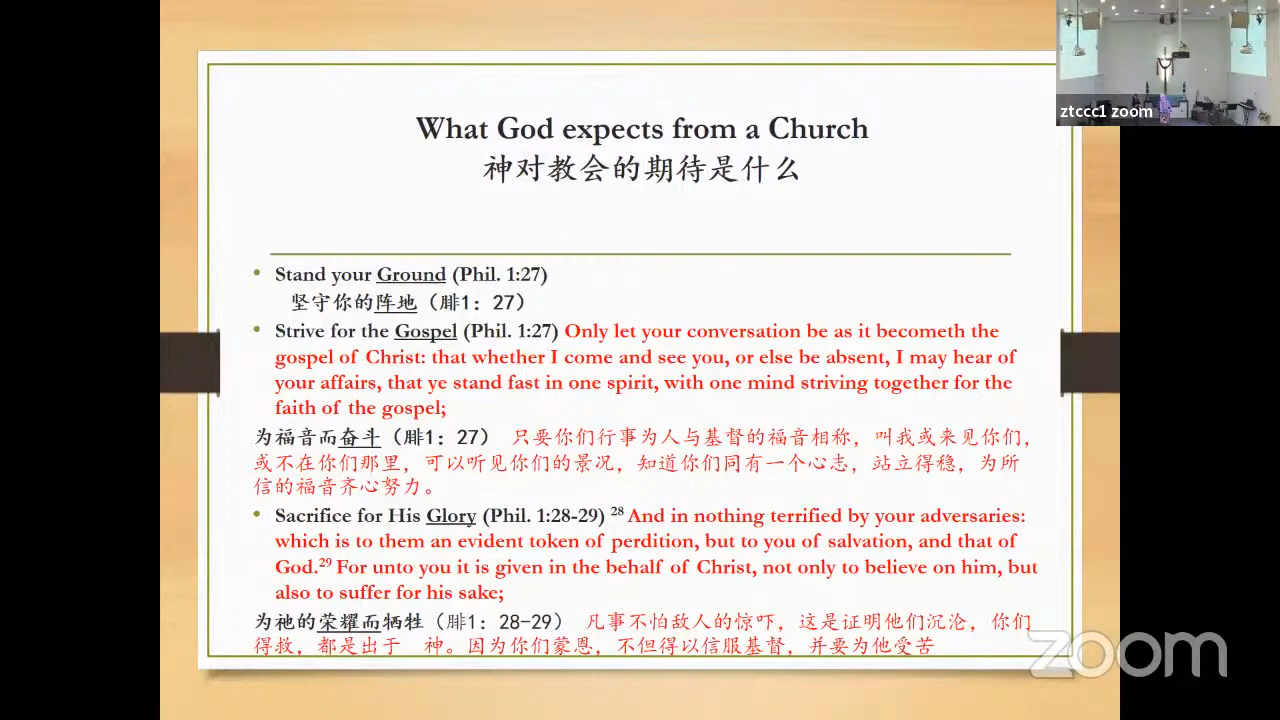 What God expects from a Church
神对教会的期待是什么
• Stand your Ground (Phil. 1:27)
坚守你的阵地（腓1：27）
• Strive for the Gospel (Phil. 1:27) Only let your conversation be as it becometh the
gospel of Christ: that whether I come and see you, or else be absent, I may hear of
your affairs, that ye stand fast in one spirit, with one mind striving together for the
faith of the gospel;
为福音而奋斗（腓1：27） 只要你们行事为人与基督的福音相称，叫我或来见你们，
或不在你们那里，可以听见你们的景况，知道你们同有一个心志，站立得稳，为所
信的福音齐心努力。
• Sacrifice for His Glory (Phil. 1:28-29) 28 And in nothing terrified by your adversaries:
which is to them an evident token of perdition, but to you of salvation, and that of
God.29 For unto you it is given in the behalf of Christ, not only to believe on him, but
also to suffer for his sake;
为祂的荣耀而牺牲（腓1：28-29） 凡事不怕敌人的惊吓，这是证明他们沉沦，你们
得救，都是出于　神。因为你们蒙恩，不但得以信服基督，并要为他受苦
ztccc1 zoom
zoom